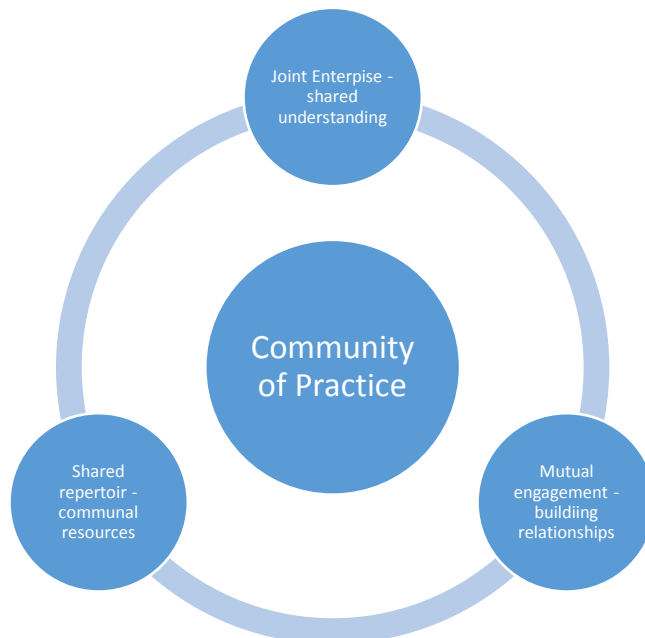 Joint Enterpise -
shared
understanding
Community
of Practice
Shared
repertoir -
communal
resources
Mutual
engagement -
buildiing
relationships